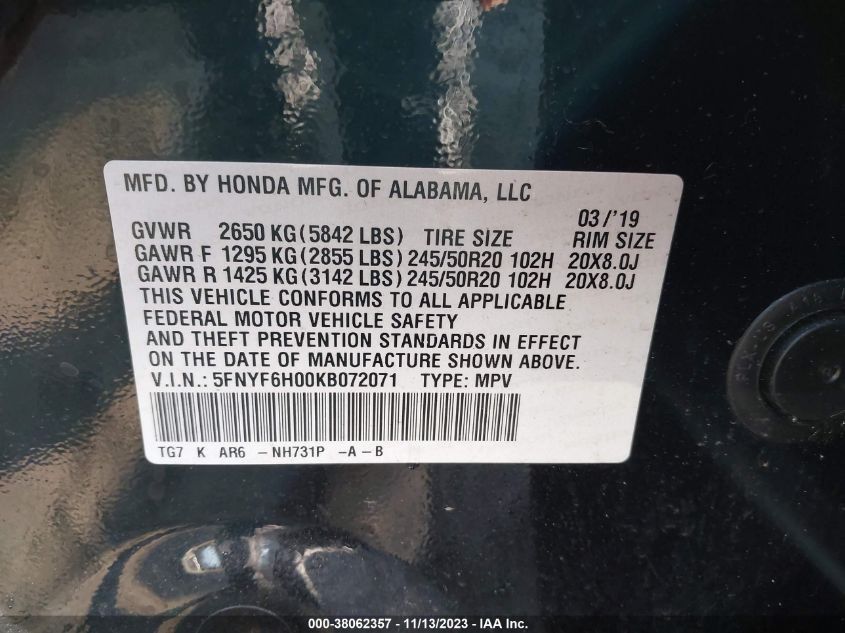 MFD. BY HONDA MFG. OF ALABAMA, LLC
03/'19
GVWR 2650 KG (5842 LBS) TIRE SIZE RIM SIZE
GAWR F 1295 KG (2855 LBS) 245/50R20 102H 20X8.0J
GAWR R 1425 KG (3142 LBS) 245/50R20 102H 20X8.0J
THIS VEHICLE CONFORMS TO ALL APPLICABLE
FEDERAL MOTOR VEHICLE SAFETY
AND THEFT PREVENTION STANDARDS IN EFFECT
ON THE DATE OF MANUFACTURE SHOWN ABOVE.
V.I.N.: 5FNYF6H00KB072071 TYPE: MPV
TG7 K AR6 – NH731P – A – B
000-38062357 - 11/13/2023 - IAA Inc.